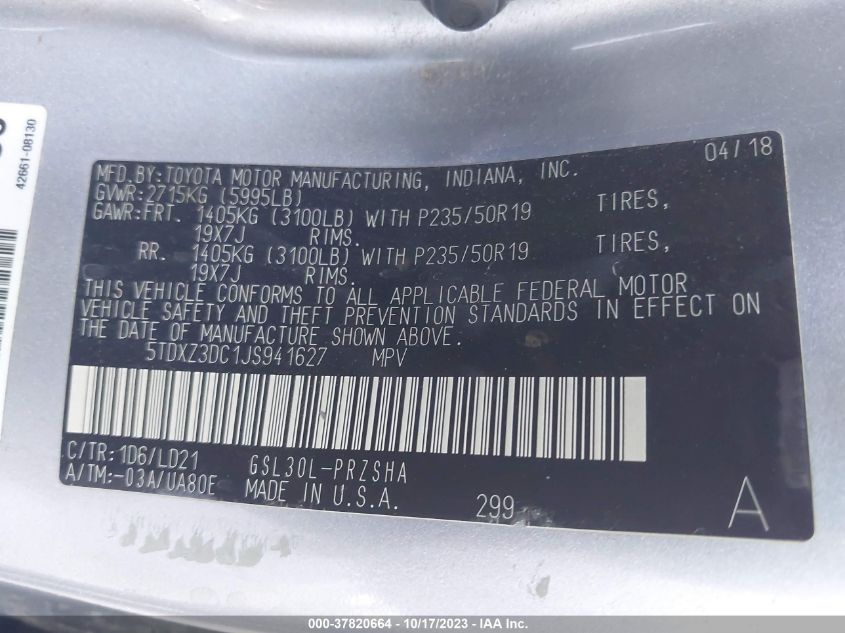 42661-08130
MFD.BY:TOYOTA MOTOR MANUFACTURING, INDIANA, INC. 04/18
GVWR:2715KG (5995LB)
GAWR:FRT. 1405KG (3100LB) WITH P235/50R19 TIRES,
19X7J RIMS.
RR. 1405KG (3100LB) WITH P235/50R19 TIRES,
19X7J RIMS.
THIS VEHICLE CONFORMS TO ALL APPLICABLE FEDERAL MOTOR
VEHICLE SAFETY AND THEFT PREVENTION STANDARDS IN EFFECT ON
THE DATE OF MANUFACTURE SHOWN ABOVE.
5TDXZ3DC1JS941627 MPV
C/TR:1D6/LD21 GSL30L-PRZSHA
A/TM:-03A/UA80E MADE IN U.S.A. 299 A
000-37820664 - 10/17/2023 - © IAA Inc.